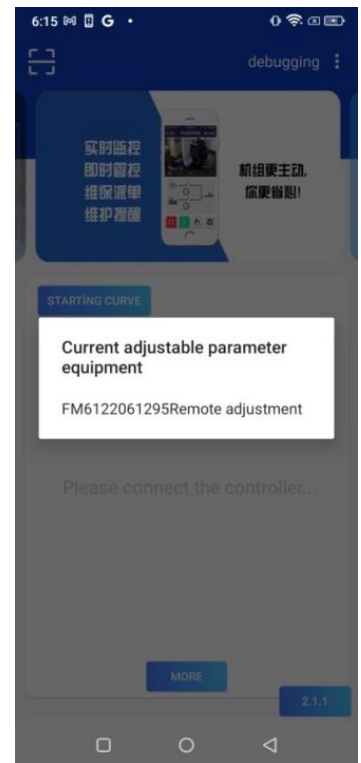 6:15 G
debugging
实时监控
即时管控
维保派单
维护提醒
机组更主动,
你更省心!
STARTİNG CURVE
Current adjustable parameter
equipment
FM6122061295Remote adjustment
Please connect the controller...
MORE
2.1.1